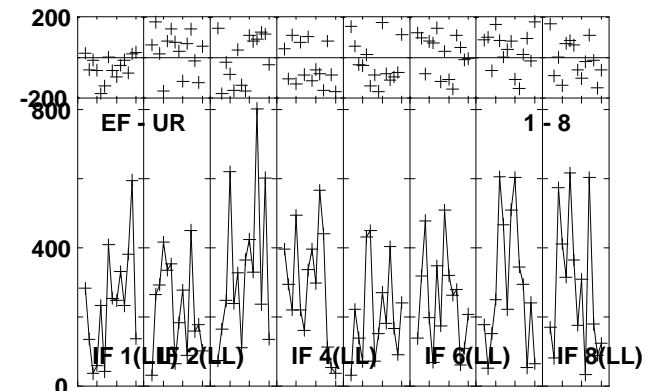 200
-200
800
EF - UR 1 - 8
400
IF 1(LL) IF 2(LL) IF 4(LL) IF 6(LL) IF 8(LL)
0